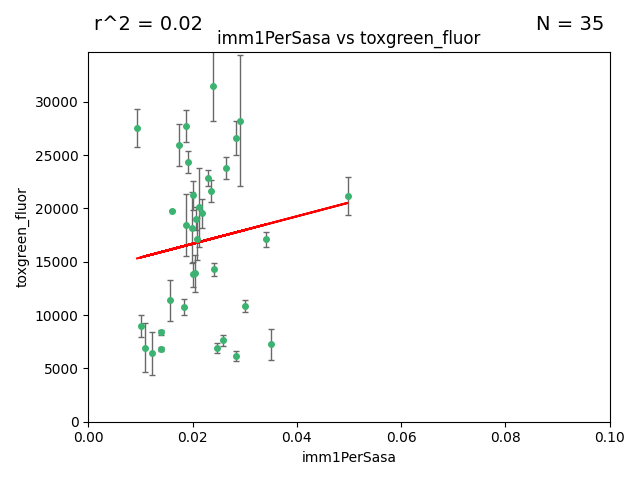 r^2 = 0.02
N = 35
imm1PerSasa vs toxgreen_fluor
30000
25000
20000
15000
10000
5000
0
toxgreen_fluor
0.00
0.02
0.04
0.06
0.08
0.10
imm1PerSasa